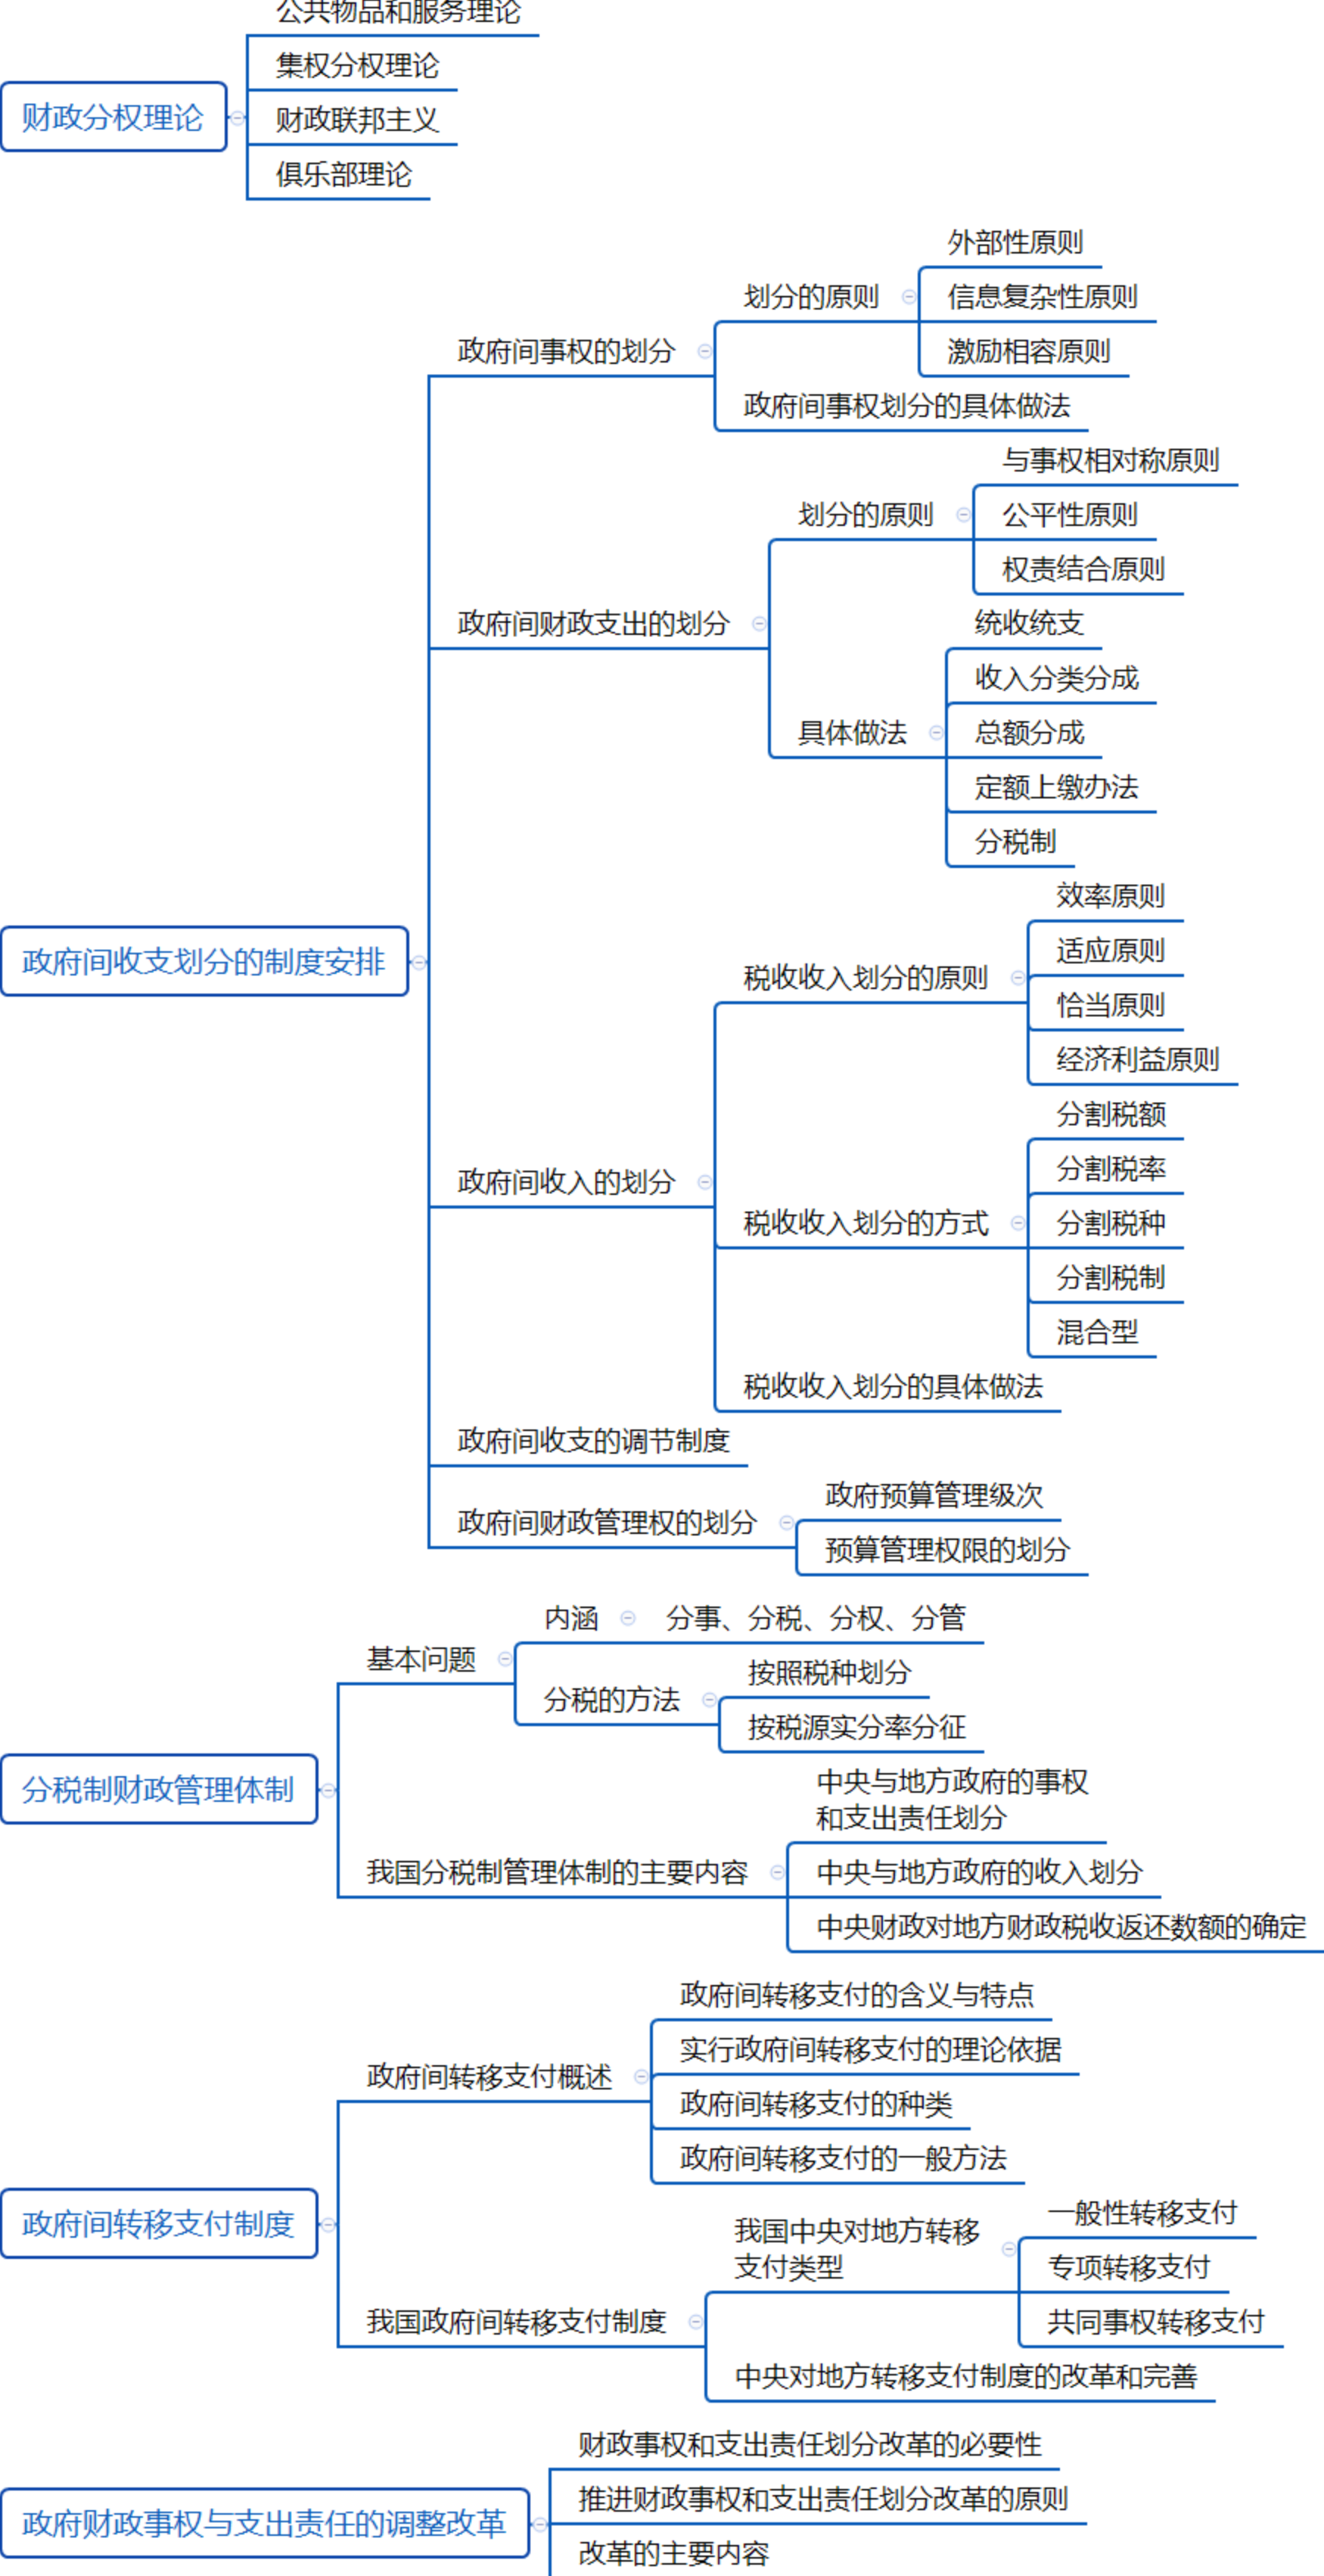 公共物品和服务理论
集权分权理论
财政分权理论
财政联邦主义
俱乐部理论
外部性原则
划分的原则
信息复杂性原则
政府间事权的划分
激励相容原则
政府间事权划分的具体做法
与事权相对称原则
划分的原则
公平性原则
权责结合原则
政府间财政支出的划分
统收统支
收入分类分成
具体做法
总额分成
定额上缴办法
分税制
效率原则
政府间收支划分的制度安排
税收收入划分的原则
适应原则
恰当原则
经济利益原则
分割税额
政府间收入的划分
分割税率
税收收入划分的方式
分割税种
分割税制
混合型
税收收入划分的具体做法
政府间收支的调节制度
政府间财政管理权的划分
政府预算管理级次
预算管理权限的划分
基本问题
内涵
分事、分税、分权、分管
分税的方法
按照税种划分
按税源实分率分征
分税制财政管理体制
中央与地方政府的事权
和支出责任划分
我国分税制管理体制的主要内容
中央与地方政府的收入划分
中央财政对地方财政税收返还数额的确定
政府间转移支付的含义与特点
政府间转移支付概述
实行政府间转移支付的理论依据
政府间转移支付的种类
政府间转移支付的一般方法
政府间转移支付制度
我国中央对地方转移
支付类型
一般性转移支付
专项转移支付
我国政府间转移支付制度
共同事权转移支付
中央对地方转移支付制度的改革和完善
财政事权和支出责任划分改革的必要性
政府财政事权与支出责任的调整改革
推进财政事权和支出责任划分改革的原则
改革的主要内容